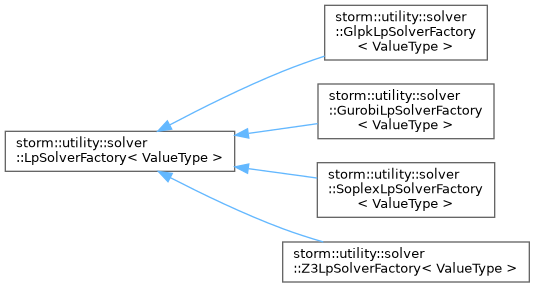 storm::utility::solver
::GlpkLpSolverFactory
< ValueType >
storm::utility::solver
::GurobiLpSolverFactory
< ValueType >
storm::utility::solver
::LpSolverFactory< ValueType >
storm::utility::solver
::SoplexLpSolverFactory
< ValueType >
storm::utility::solver
::Z3LpSolverFactory< ValueType >